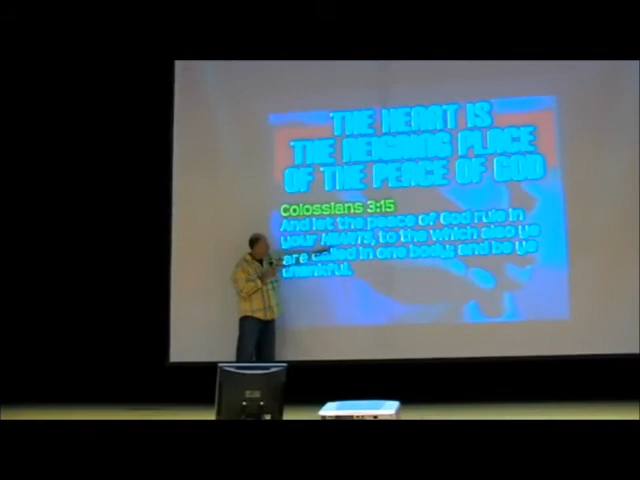 THE HEART IS
THE REIGNING PLACE
OF THE PEACE OF GOD
Colossians 3:15
And let the peace of God rule in
your HEARTS, to the which also ye
are called in one body; and be ye
thankful.